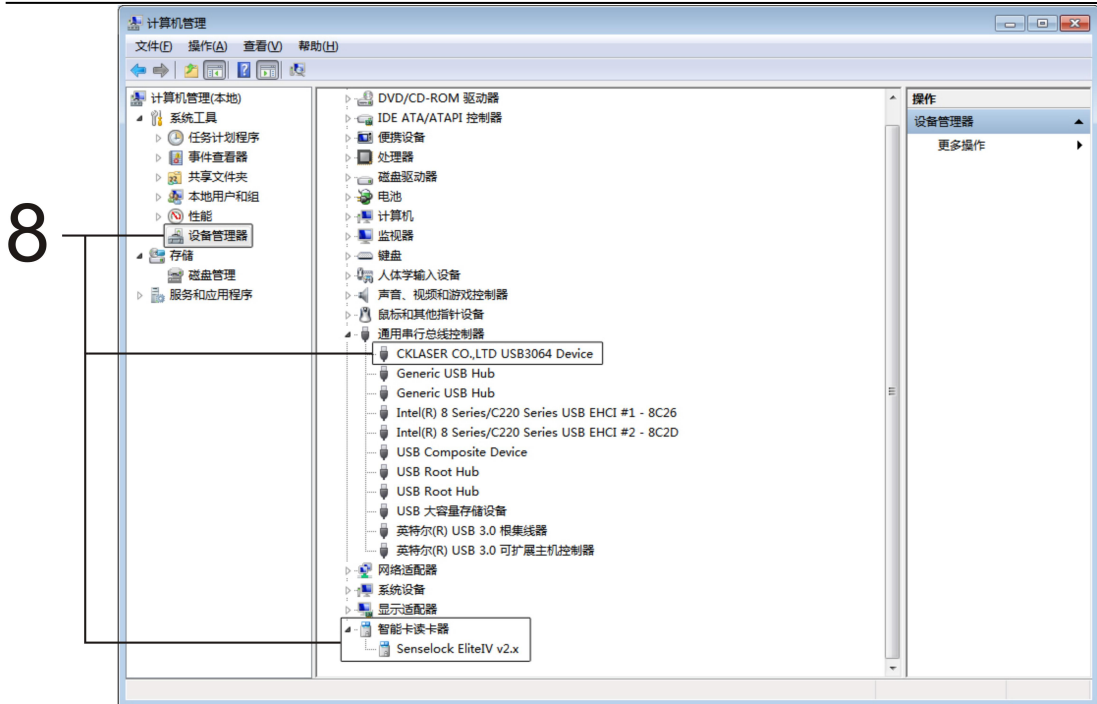 计算机管理
文件(F) 操作(A) 查看(V) 帮助(H)
计算机管理(本地)
系统工具
任务计划程序
事件查看器
共享文件夹
本地用户和组
性能
设备管理器
存储
磁盘管理
服务和应用程序
8
DVD/CD-ROM 驱动器
IDE ATA/ATAPI 控制器
便携设备
处理器
磁盘驱动器
电池
计算机
监视器
键盘
人体学输入设备
声音、视频和游戏控制器
鼠标和其他指针设备
通用串行总线控制器
CKLASER CO.,LTD USB3064 Device
Generic USB Hub
Generic USB Hub
Intel(R) 8 Series/C220 Series USB EHCI #1 - 8C26
Intel(R) 8 Series/C220 Series USB EHCI #2 - 8C2D
USB Composite Device
USB Root Hub
USB Root Hub
USB 大容量存储设备
英特尔(R) USB 3.0 根集线器
英特尔(R) USB 3.0 可扩展主机控制器
网络适配器
系统设备
显示适配器
智能卡读卡器
Senselock EliteIV v2.x
操作
设备管理器
更多操作